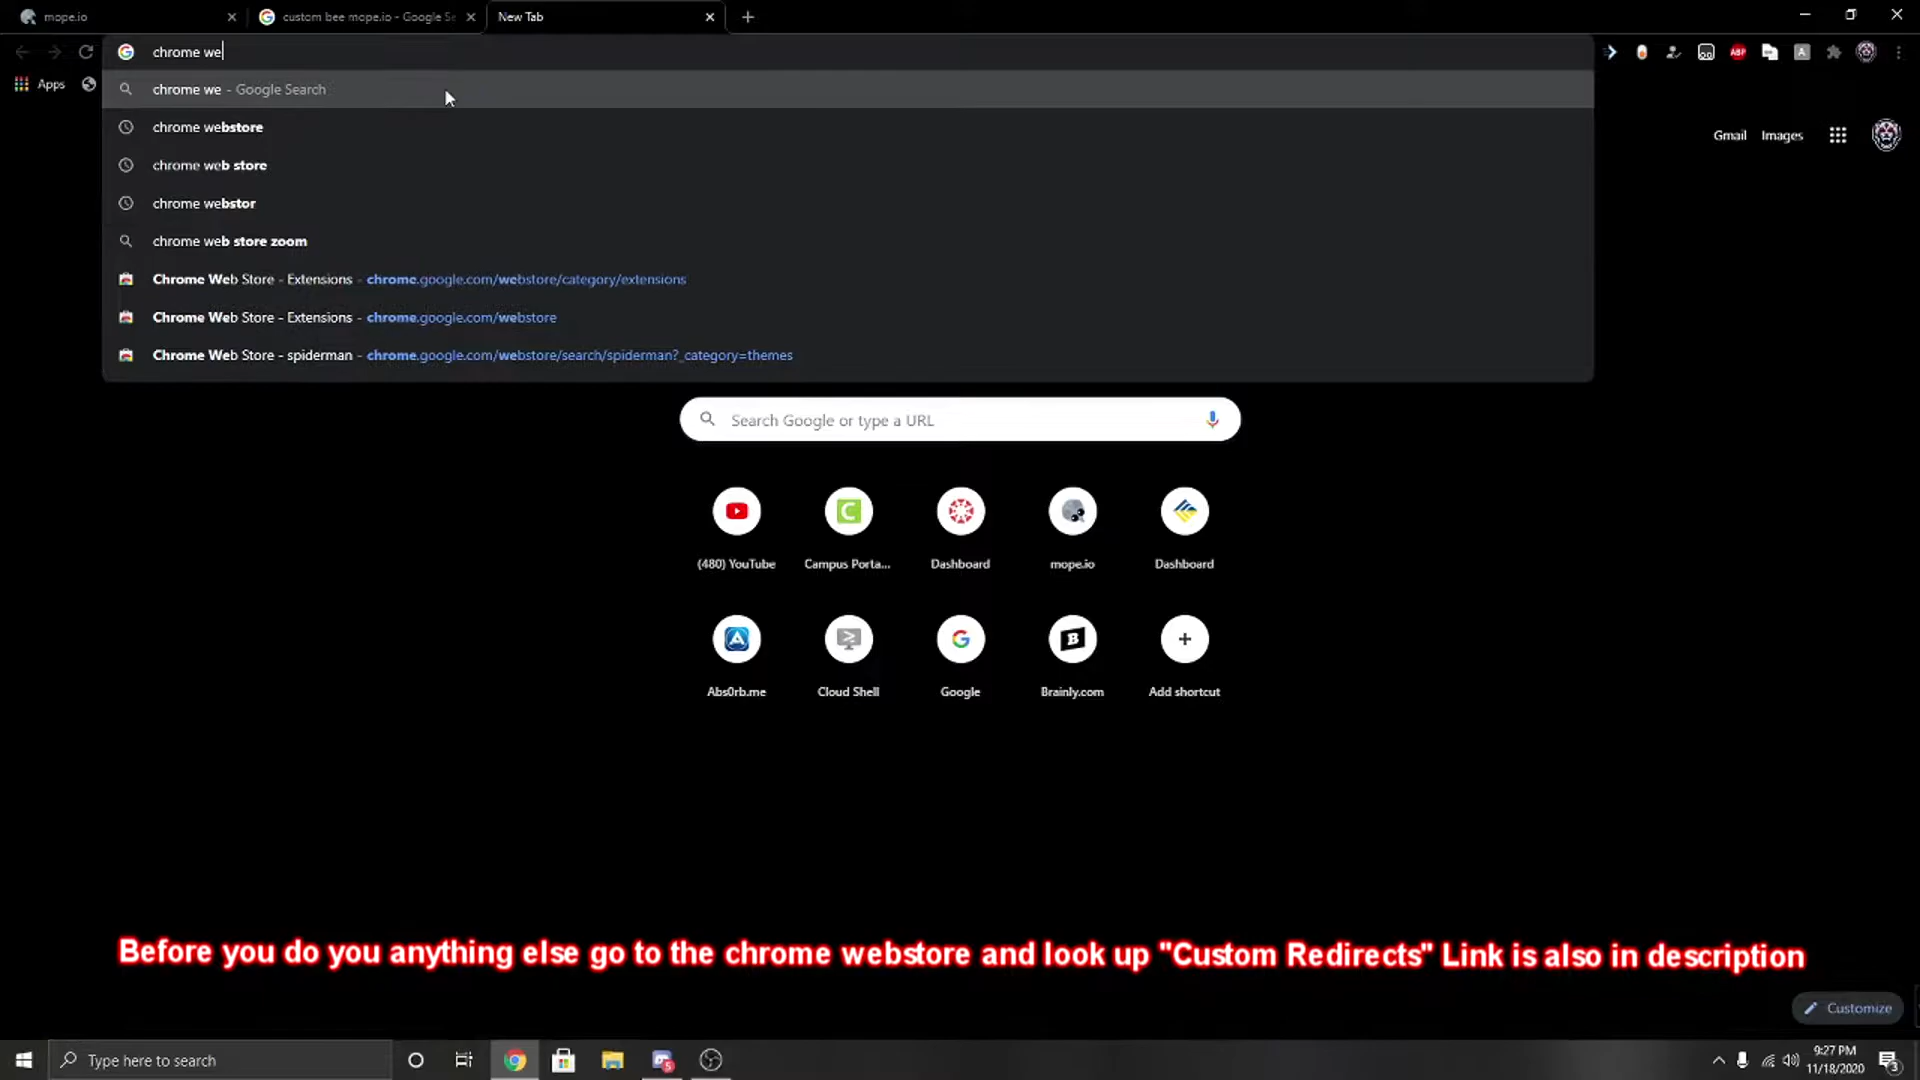 mope.io
custom bee mope.io - Google Se
New Tab
chrome we
Apps
chrome we - Google Search
chrome webstore
chrome web store
chrome webstor
chrome web store zoom
Chrome Web Store - Extensions - chrome.google.com/webstore/category/extensions
Chrome Web Store - Extensions - chrome.google.com/webstore
Chrome Web Store - spiderman - chrome.google.com/webstore/search/spiderman?_category=themes
ABP
A
Gmail Images
Search Google or type a URL
C
(480) YouTube
Campus Porta...
Dashboard
mope.io
Dashboard
A
B
Abs0rb.me
Cloud Shell
Google
Brainly.com
Add shortcut
Before you do you anything else go to the chrome webstore and look up "Custom Redirects" Link is also in description
Customize
Type here to search
5
9:27 PM
11/18/2020
3